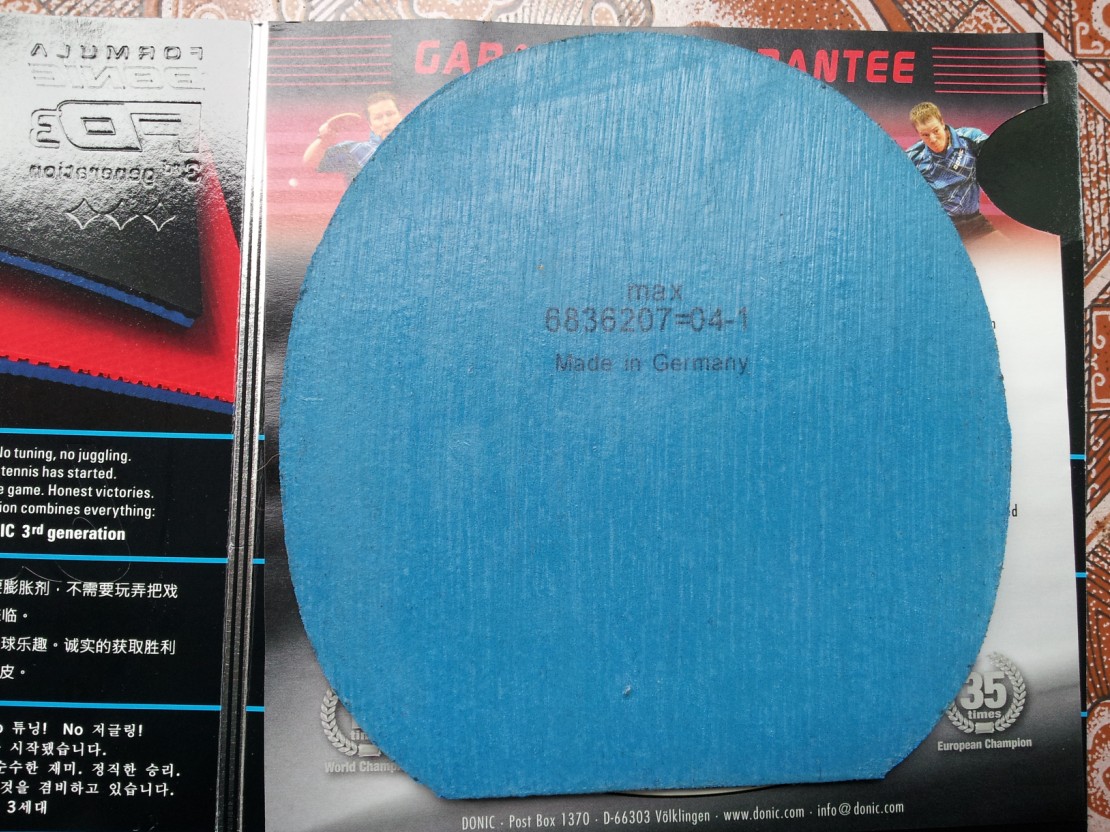 FORMULA
DONIC
FD3
3rd generation
No tuning, no juggling.
tennis has started.
game. Honest victories.
ion combines everything:
IC 3rd generation
膨胀剂，不需要玩弄把戏
临。
球乐趣。诚实的获取胜利
皮。
튜닝! No 저글링!
시작됐습니다.
순수한 재미. 정직한 승리.
것을 겸비하고 있습니다.
3세대
GARA RANTEE
max
6836207=04-1
Made in Germany
World Champ
35
times
European Champion
DONIC · Post Box 1370 · D-66303 Völklingen · www.donic.com · info@donic.com